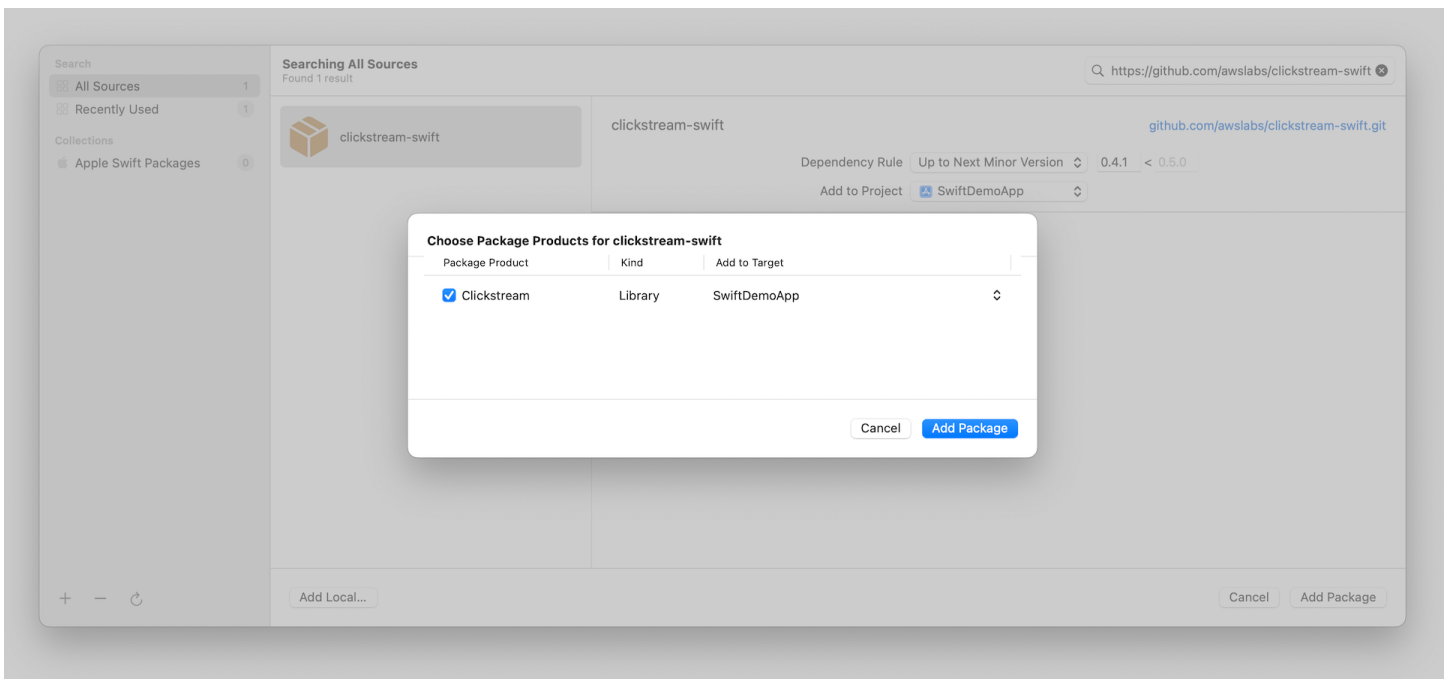 Search
All Sources 1
Recently Used 1
Collections
Apple Swift Packages 0
Searching All Sources
Found 1 result
https://github.com/awslabs/clickstream-swift
clickstream-swift
clickstream-swift
github.com/awslabs/clickstream-swift.git
Dependency Rule Up to Next Minor Version 0.4.1 < 0.5.0
Add to Project SwiftDemoApp
Choose Package Products for clickstream-swift
Package Product Kind Add to Target
Clickstream Library SwiftDemoApp
Cancel Add Package
Add Local... Cancel Add Package